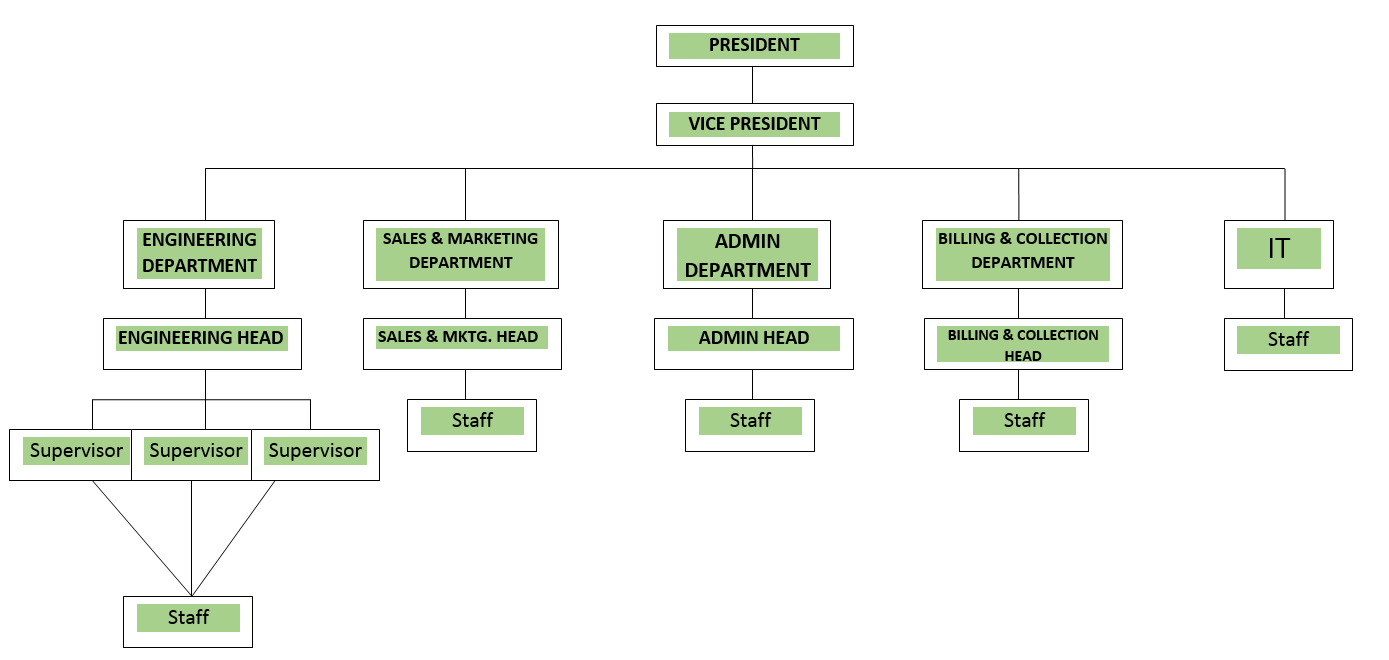 PRESIDENT
VICE PRESIDENT
ENGINEERING
DEPARTMENT
SALES & MARKETING
DEPARTMENT
ADMIN
DEPARTMENT
BILLING & COLLECTION
DEPARTMENT
IT
ENGINEERING HEAD
SALES & MKTG. HEAD
ADMIN HEAD
BILLING & COLLECTION
HEAD
Staff
Staff
Staff
Staff
Supervisor
Supervisor
Supervisor
Staff